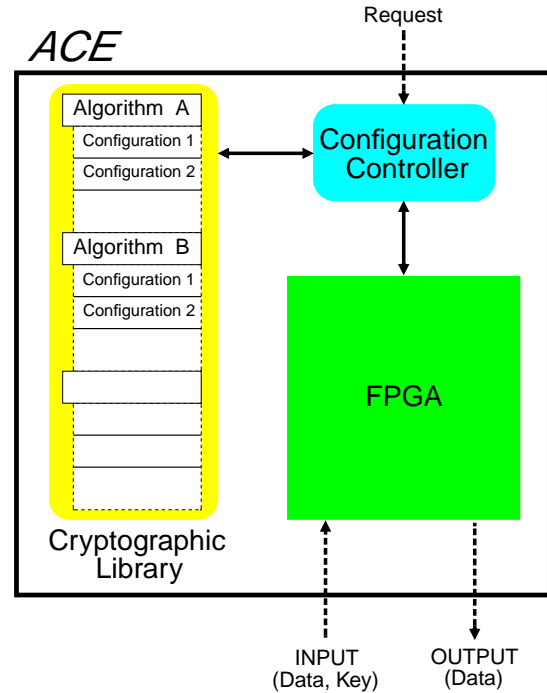 Request
ACE
Algorithm A
Configuration 1
Configuration 2
Algorithm B
Configuration 1
Configuration 2
Cryptographic
Library
Configuration
Controller
FPGA
INPUT
(Data, Key)
OUTPUT
(Data)